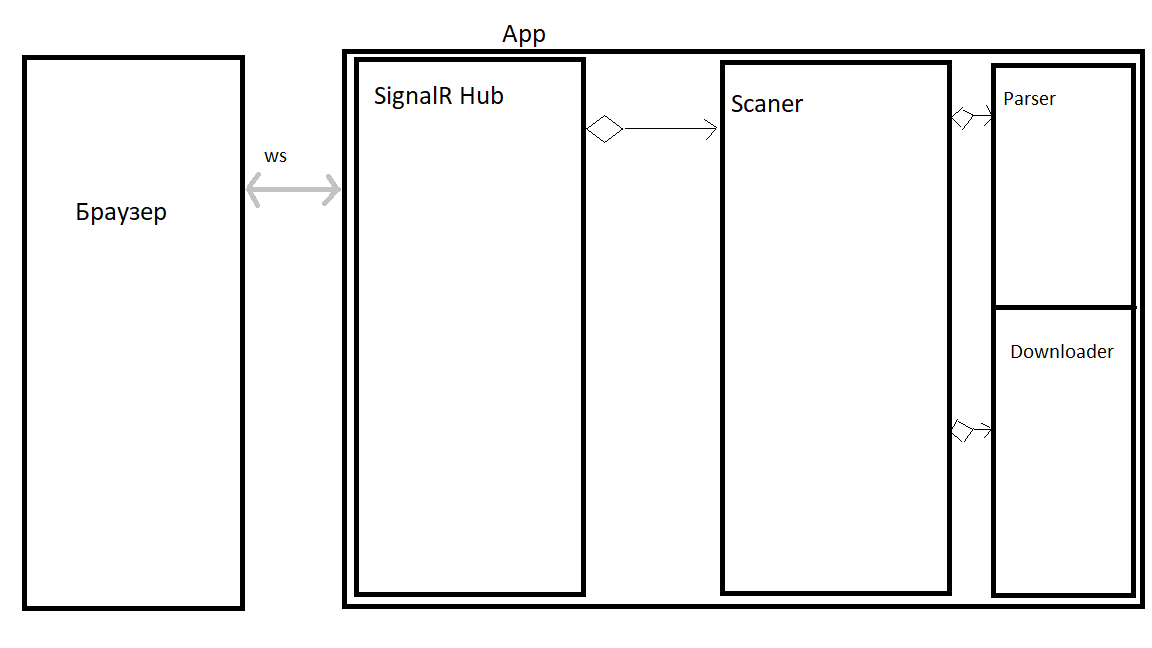 App
SignalR Hub
Scaner
Parser
ws
Браузер
Downloader